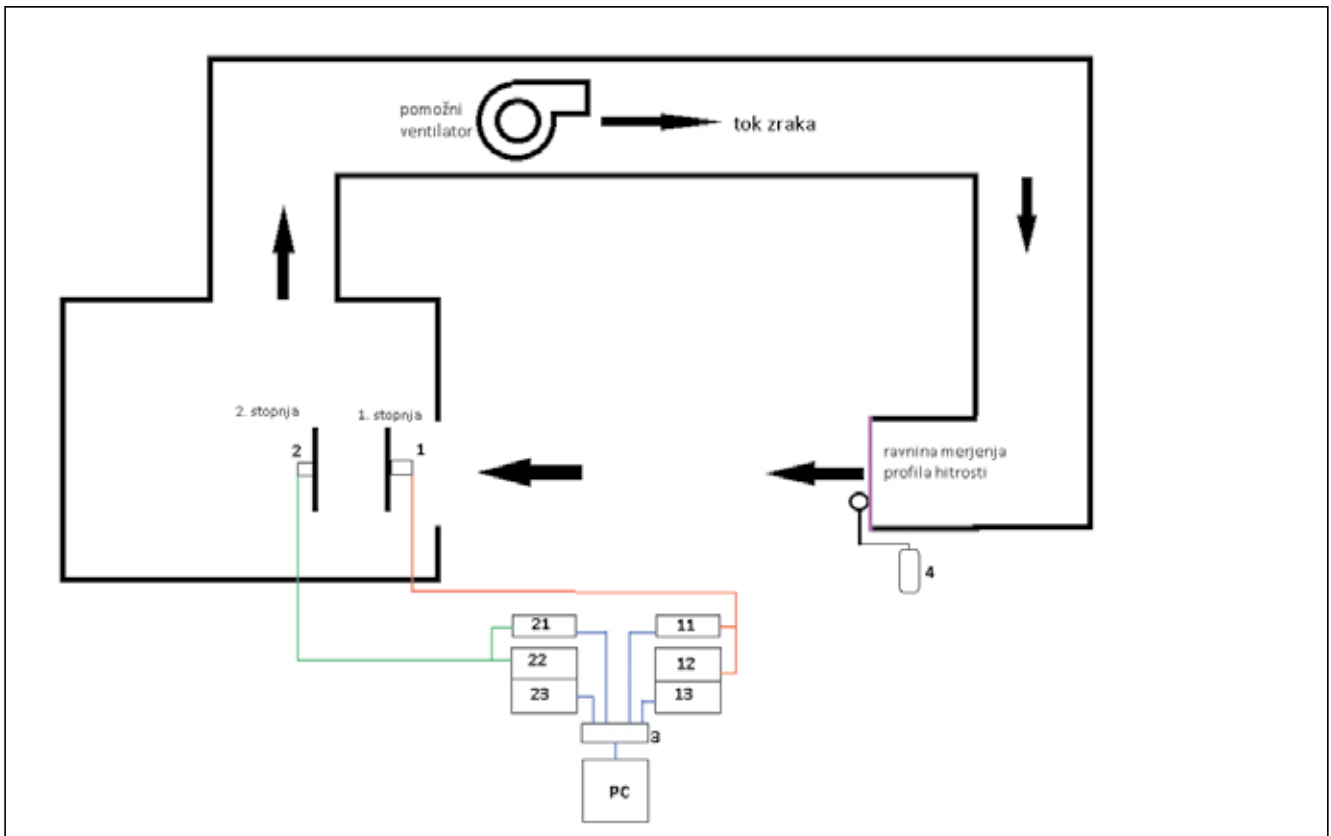 pomožni
ventilator
tok zraka
2. stopnja
1. stopnja
2
1
ravnina merjenja
profila hitrosti
4
21
11
22
12
23
13
3
PC